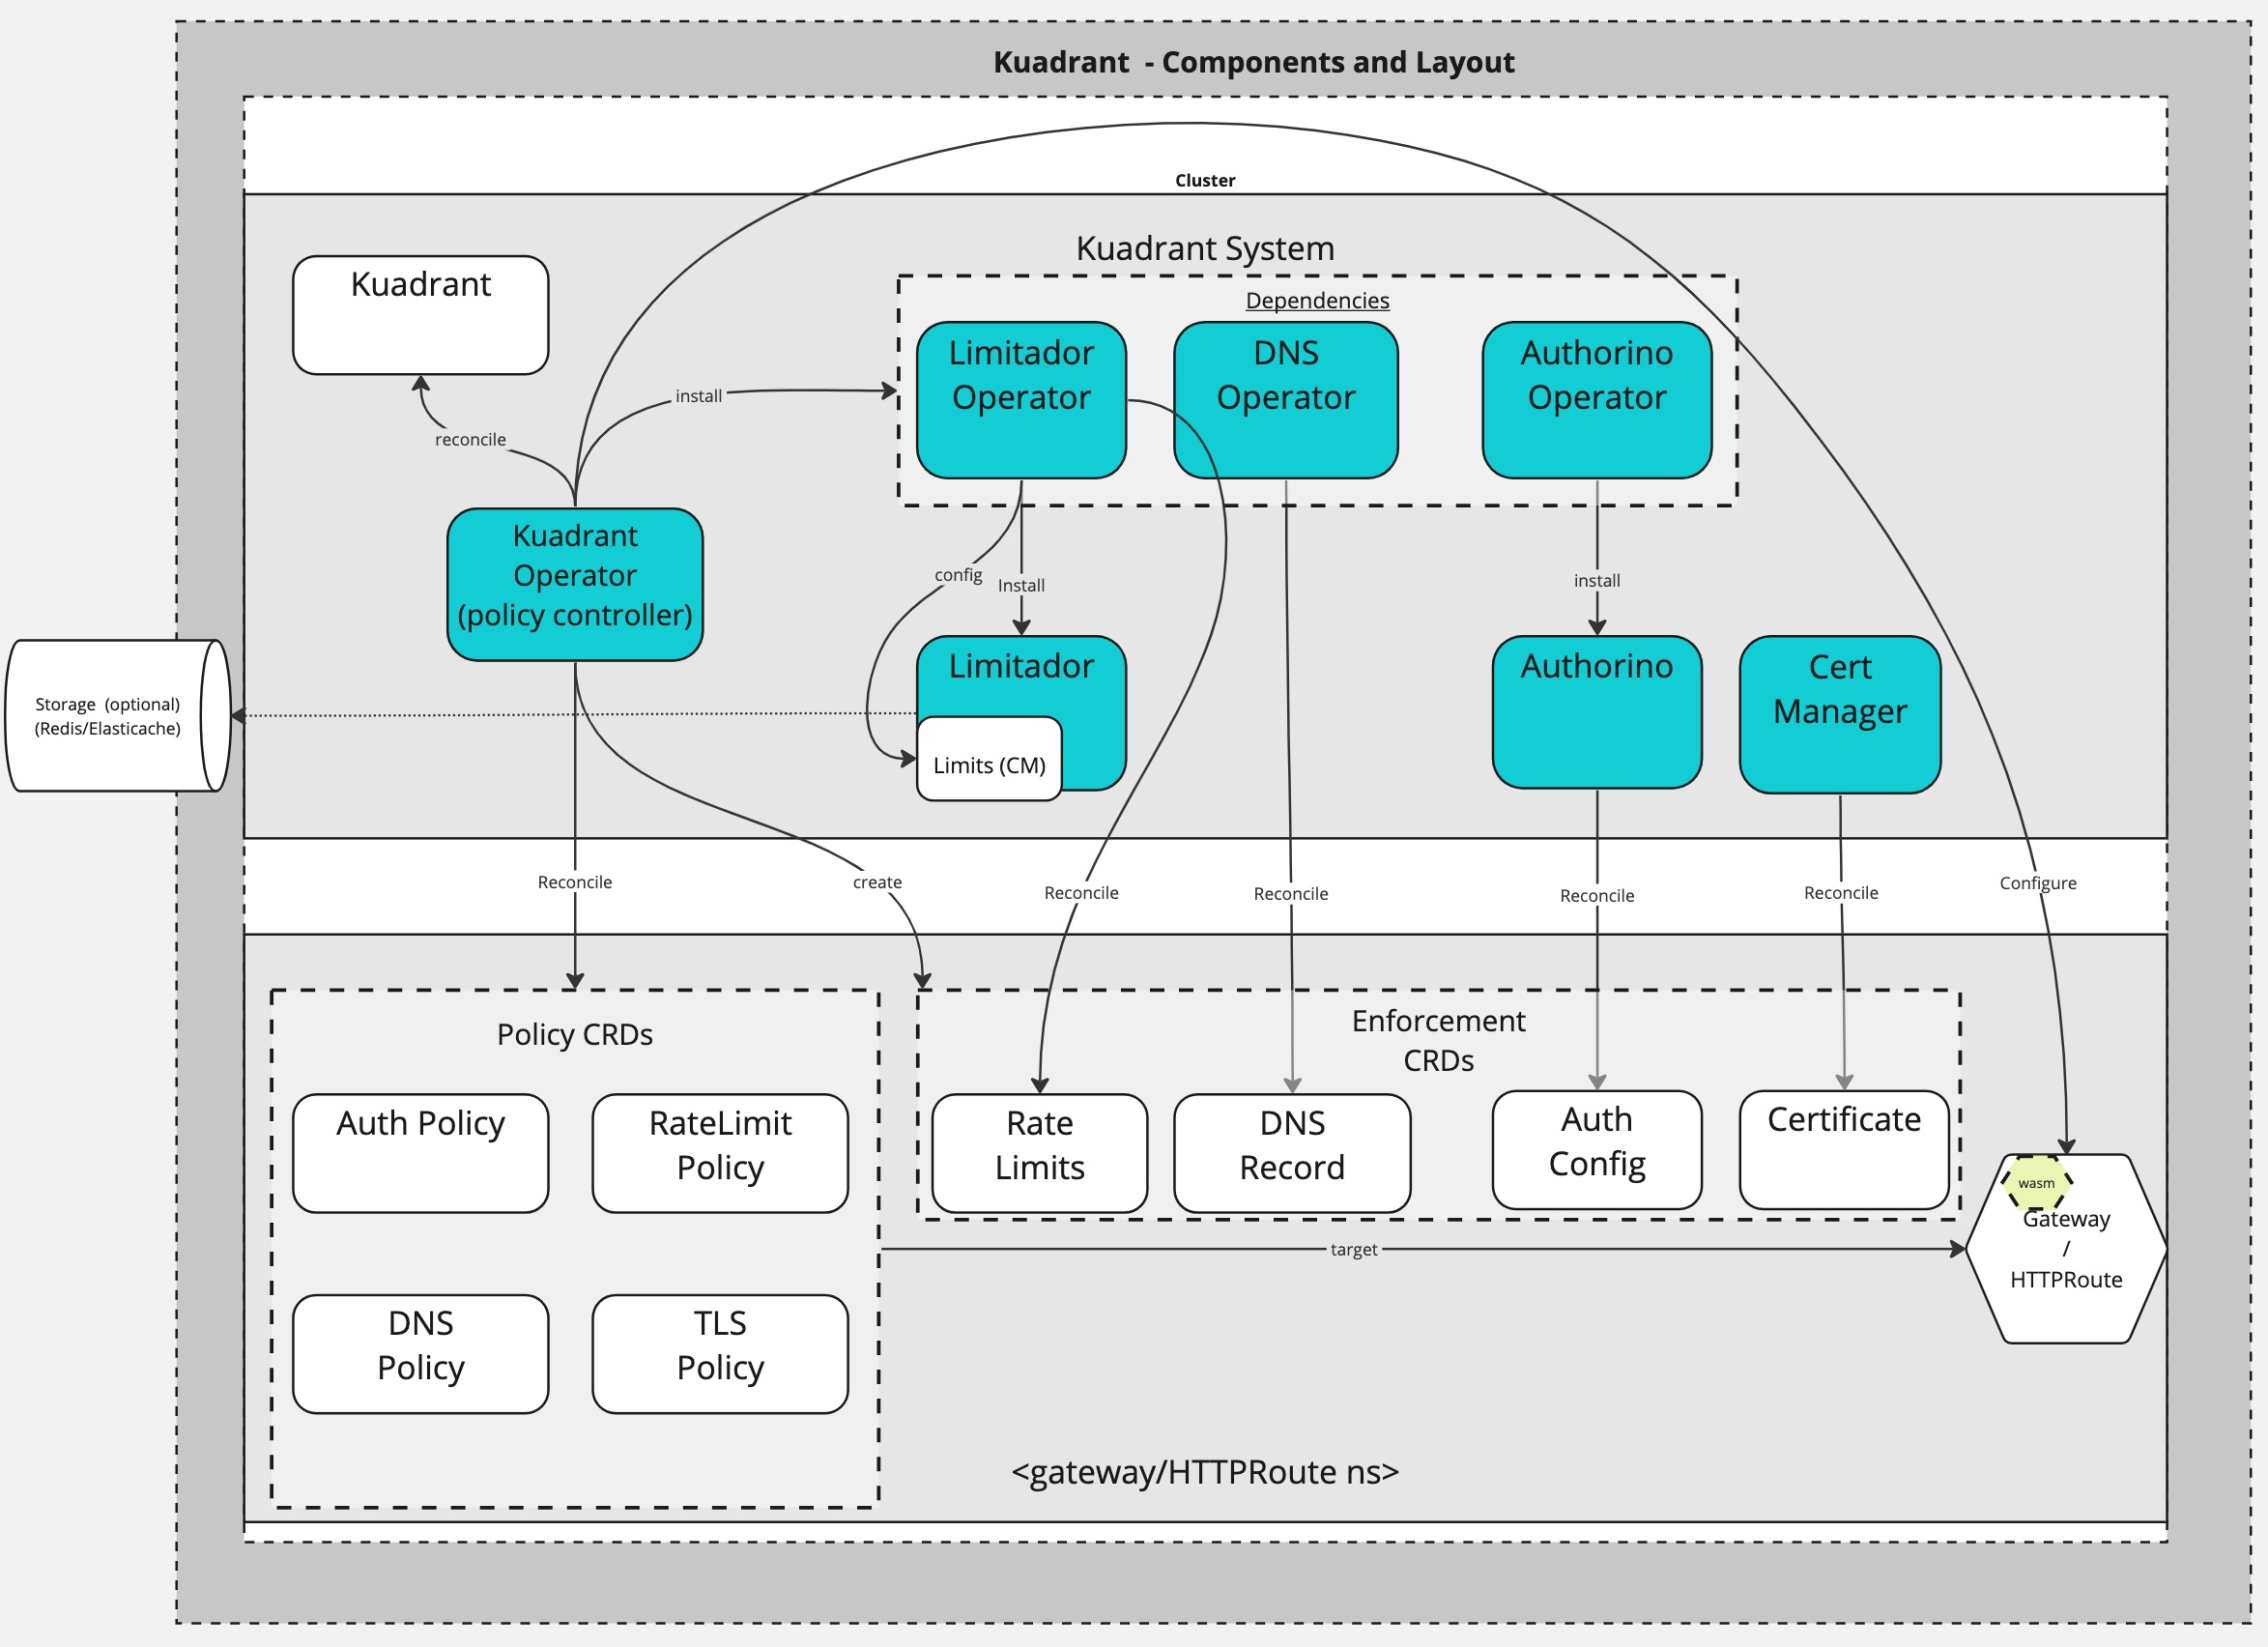 Kuadrant  - Components and Layout
Cluster
Kuadrant System
Kuadrant
Dependencies
Limitador
Operator
DNS
Operator
Authorino
Operator
install
reconcile
Kuadrant
Operator
(policy controller)
config
Install
install
Limitador
Limits (CM)
Authorino
Cert
Manager
Storage  (optional)
(Redis/Elasticache)
Reconcile
create
Reconcile
Reconcile
Reconcile
Reconcile
Configure
Policy CRDs
Auth Policy
RateLimit
Policy
DNS
Policy
TLS
Policy
Enforcement
CRDs
Rate
Limits
DNS
Record
Auth
Config
Certificate
target
wasm
Gateway
/
HTTPRoute
<gateway/HTTPRoute ns>